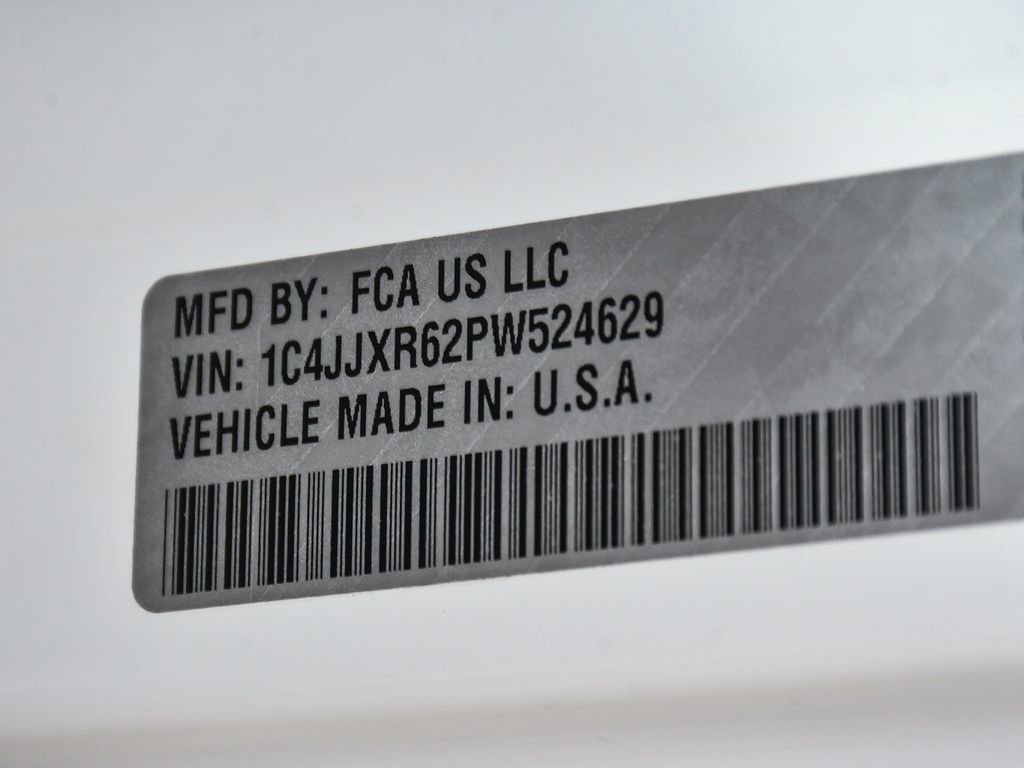 MFD BY: FCA US LLC
VIN: 1C4JJXR62PW524629
VEHICLE MADE IN: U.S.A.